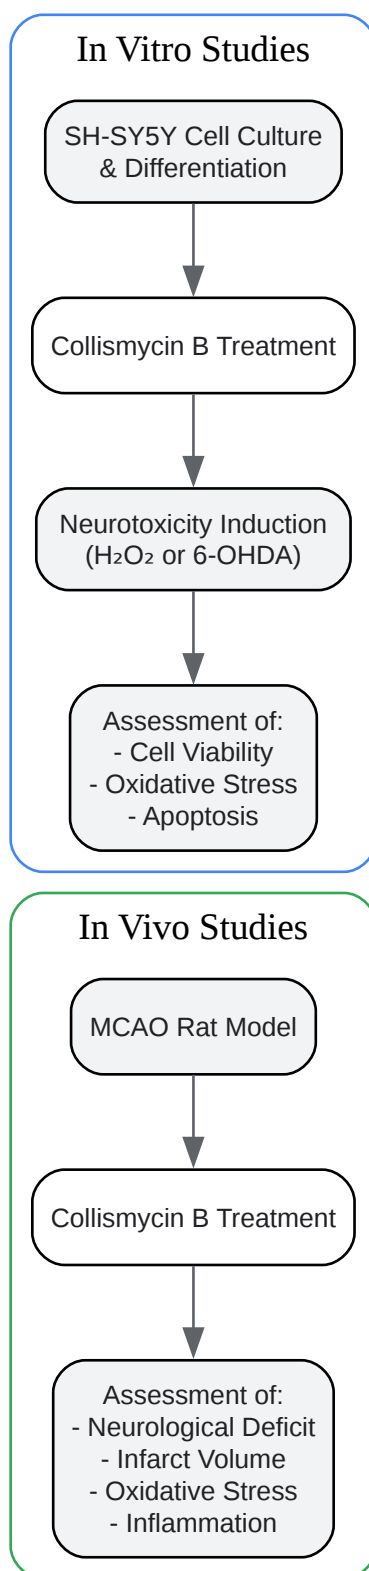 In Vitro Studies
SH-SY5Y Cell Culture
& Differentiation
Collismycin B Treatment
Neurotoxicity Induction
(H₂O₂ or 6-OHDA)
Assessment of:
- Cell Viability
- Oxidative Stress
- Apoptosis
In Vivo Studies
MCAO Rat Model
Collismycin B Treatment
Assessment of:
- Neurological Deficit
- Infarct Volume
- Oxidative Stress
- Inflammation